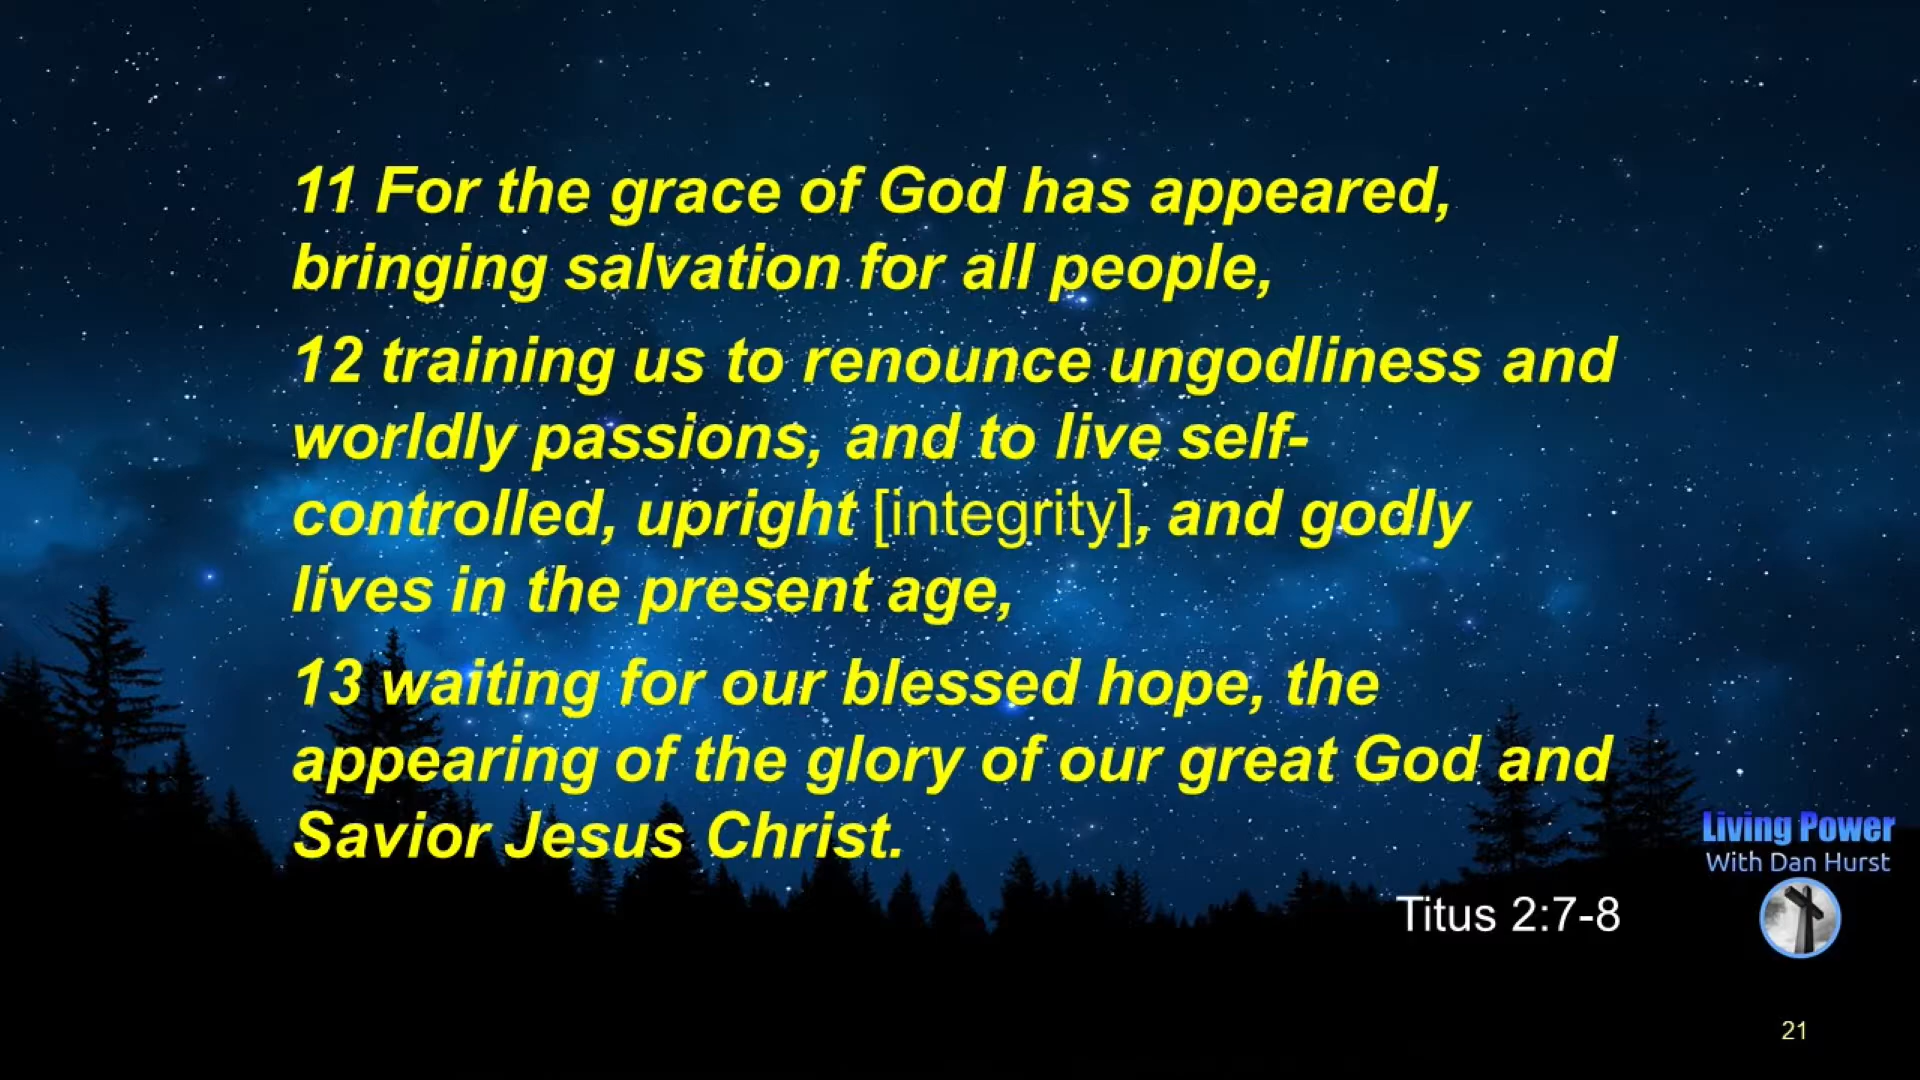 11 For the grace of God has appeared,
bringing salvation for all people,
12 training us to renounce ungodliness and
worldly passions, and to live self-
controlled, upright [integrity], and godly
lives in the present age,
13 waiting for our blessed hope, the
appearing of the glory of our great God and
Savior Jesus Christ.
Living Power
With Dan Hurst
Titus 2:7-8
21